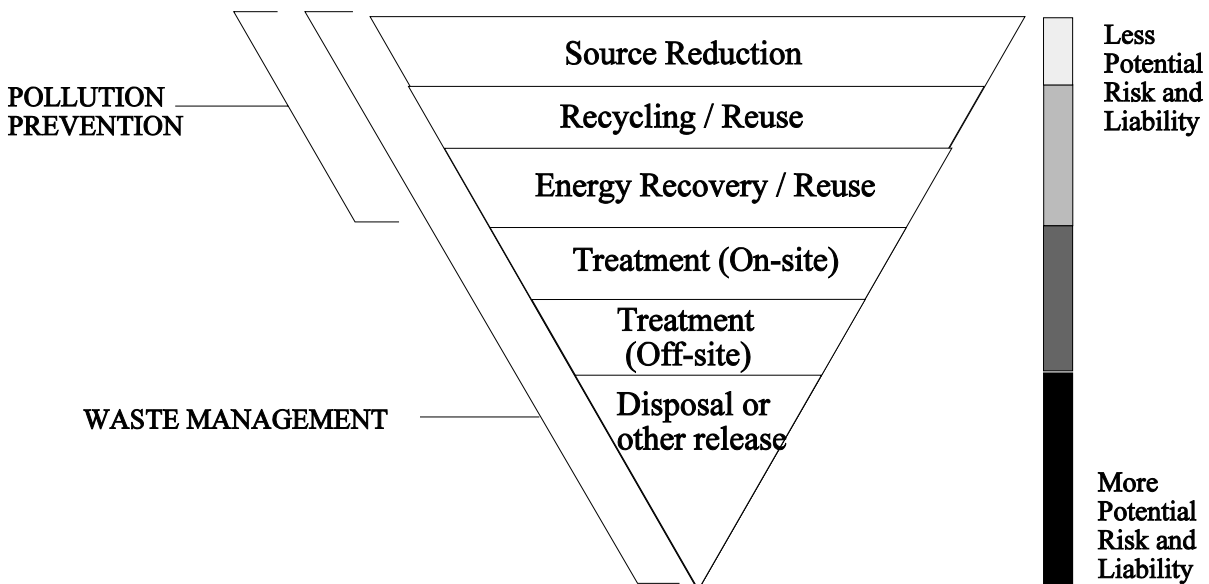 Source Reduction
Recycling / Reuse
Energy Recovery / Reuse
Treatment (On-site)
Treatment
(Off-site)
Disposal or
other release
POLLUTION
PREVENTION
WASTE MANAGEMENT
Less
Potential
Risk and
Liability
More
Potential
Risk and
Liability